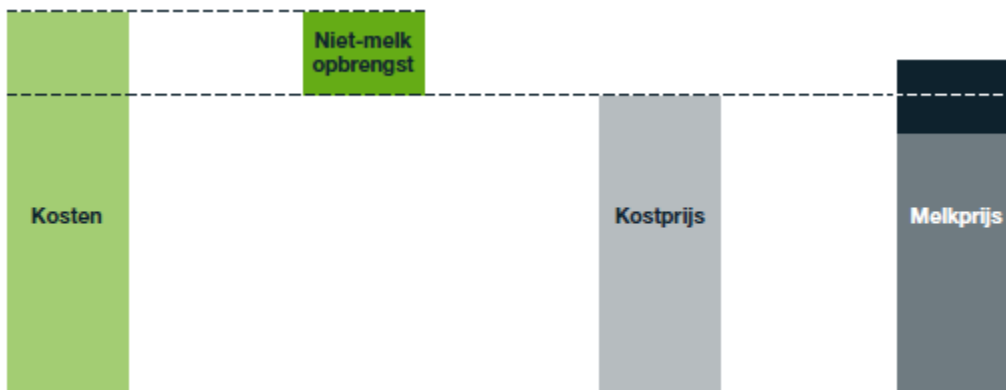 Niet-melk
opbrengst
Kosten
Kostprijs
Melkprijs